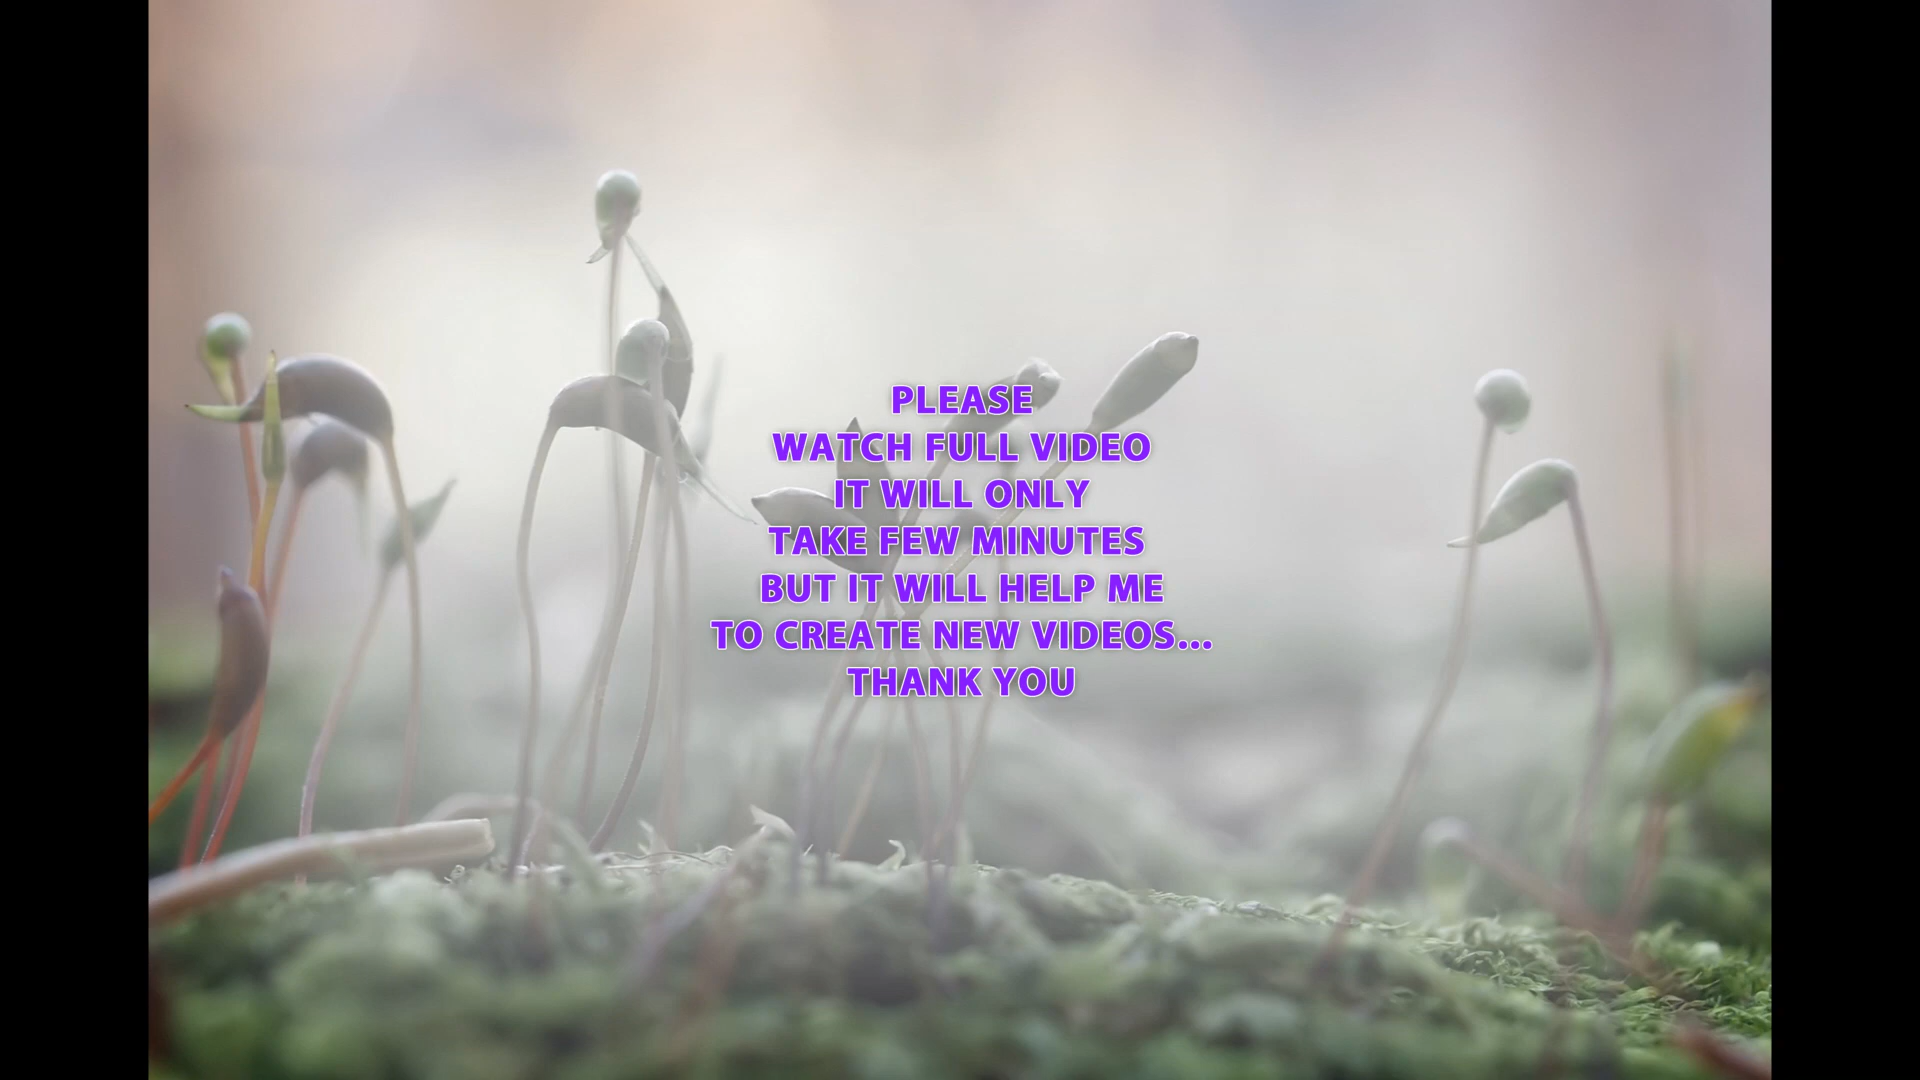 PLEASE
WATCH FULL VIDEO
IT WILL ONLY
TAKE FEW MINUTES
BUT IT WILL HELP ME
TO CREATE NEW VIDEOS...
THANK YOU